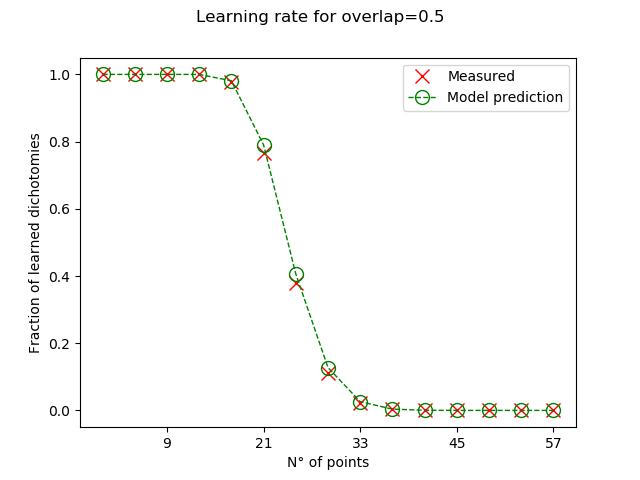 Learning rate for overlap=0.5
Measured
Model prediction
1.0
0.8
0.6
0.4
0.2
0.0
Fraction of learned dichotomies
9 21 33 45 57
N° of points